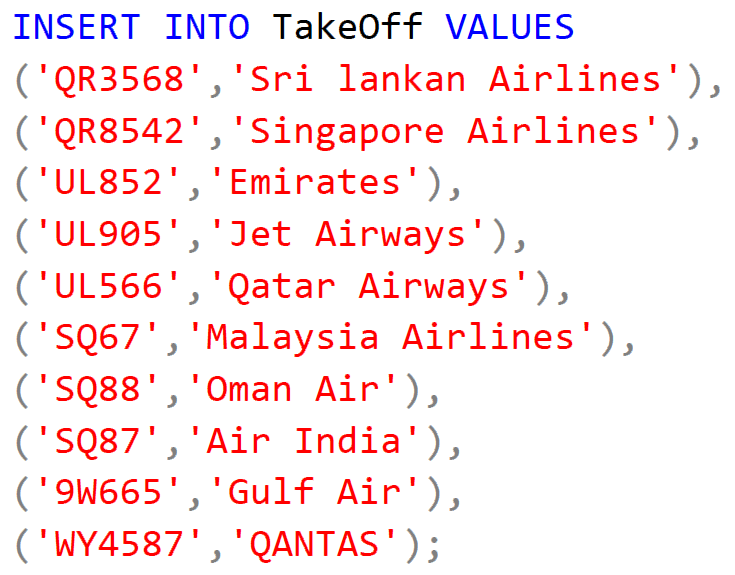 INSERT INTO TakeOff VALUES
('QR3568','Sri lankan Airlines'),
('QR8542','Singapore Airlines'),
('UL852','Emirates'),
('UL905','Jet Airways'),
('UL566','Qatar Airways'),
('SQ67','Malaysia Airlines'),
('SQ88','Oman Air'),
('SQ87','Air India'),
('9W665','Gulf Air'),
('WY4587','QANTAS');